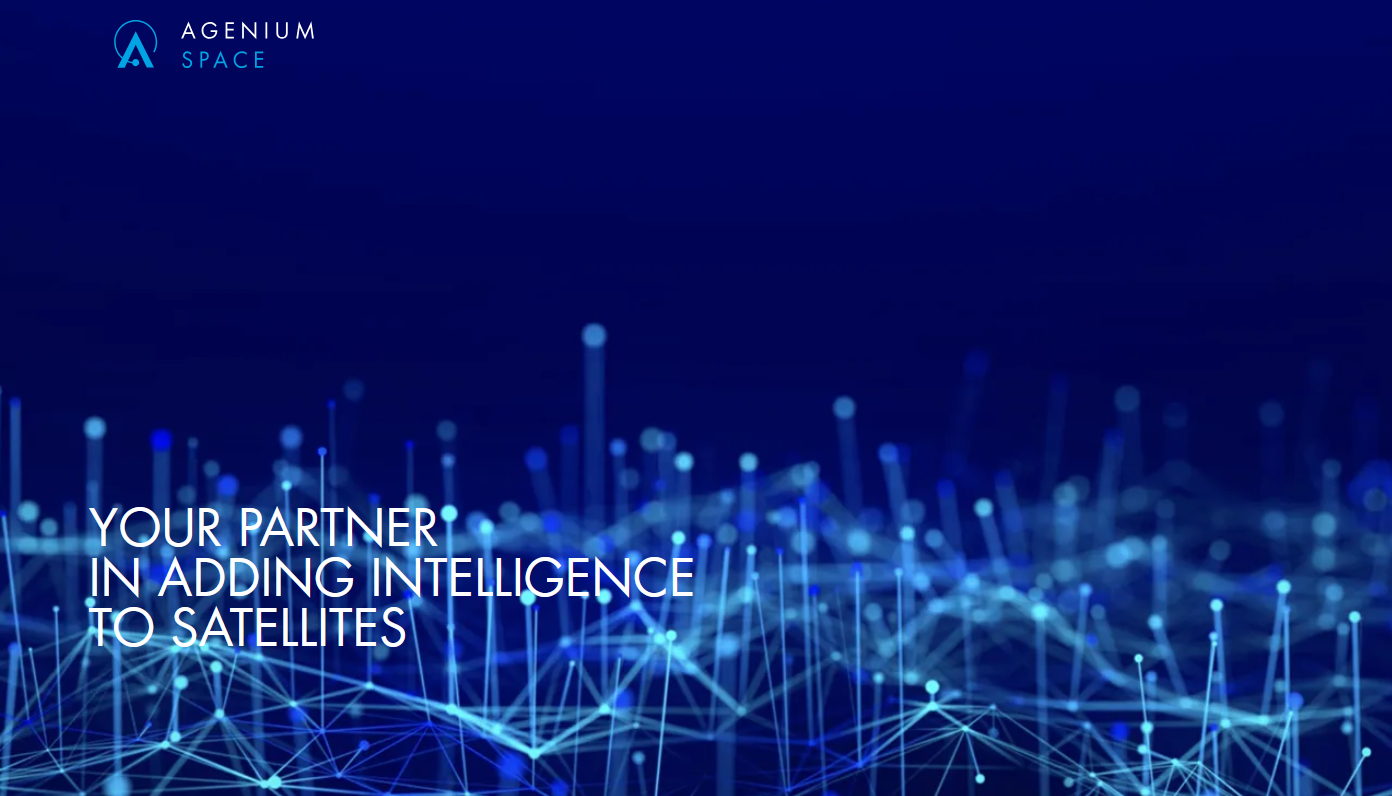 AGENIUM
SPACE
YOUR PARTNER
IN ADDING INTELLIGENCE
TO SATELLITES